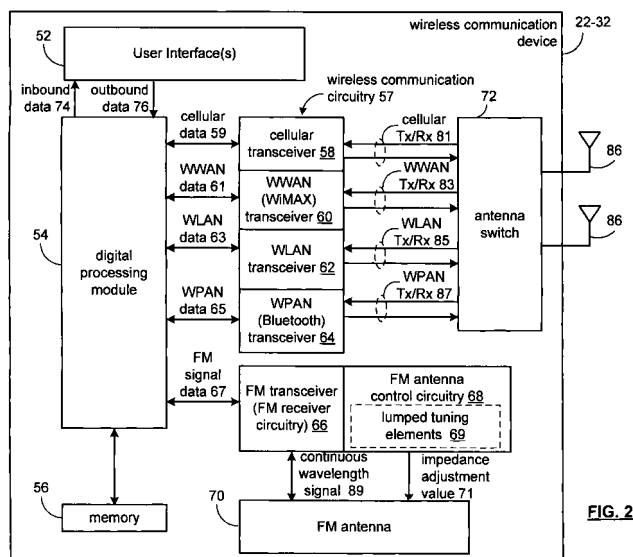 wireless communication
device
22-32
52
User Interface(s)
inbound
data 74
outbound
data 76
wireless communication
circuitry 57
72
cellular
data 59
cellular
transceiver 58
cellular
Tx/Rx 81
86
WWAN
data 61
WWAN
(WiMAX)
transceiver 60
WWAN
Tx/Rx 83
54
digital
processing
module
WLAN
data 63
WLAN
transceiver 62
WLAN
Tx/Rx 85
antenna
switch
86
WPAN
data 65
WPAN
(Bluetooth)
transceiver 64
WPAN
Tx/Rx 87
FM
signal
data 67
FM transceiver
(FM receiver
circuitry) 66
FM antenna
control circuitry 68
lumped tuning
elements 69
continuous
wavelength
signal 89
impedance
adjustment
value 71
56
memory
70
FM antenna
FIG. 2